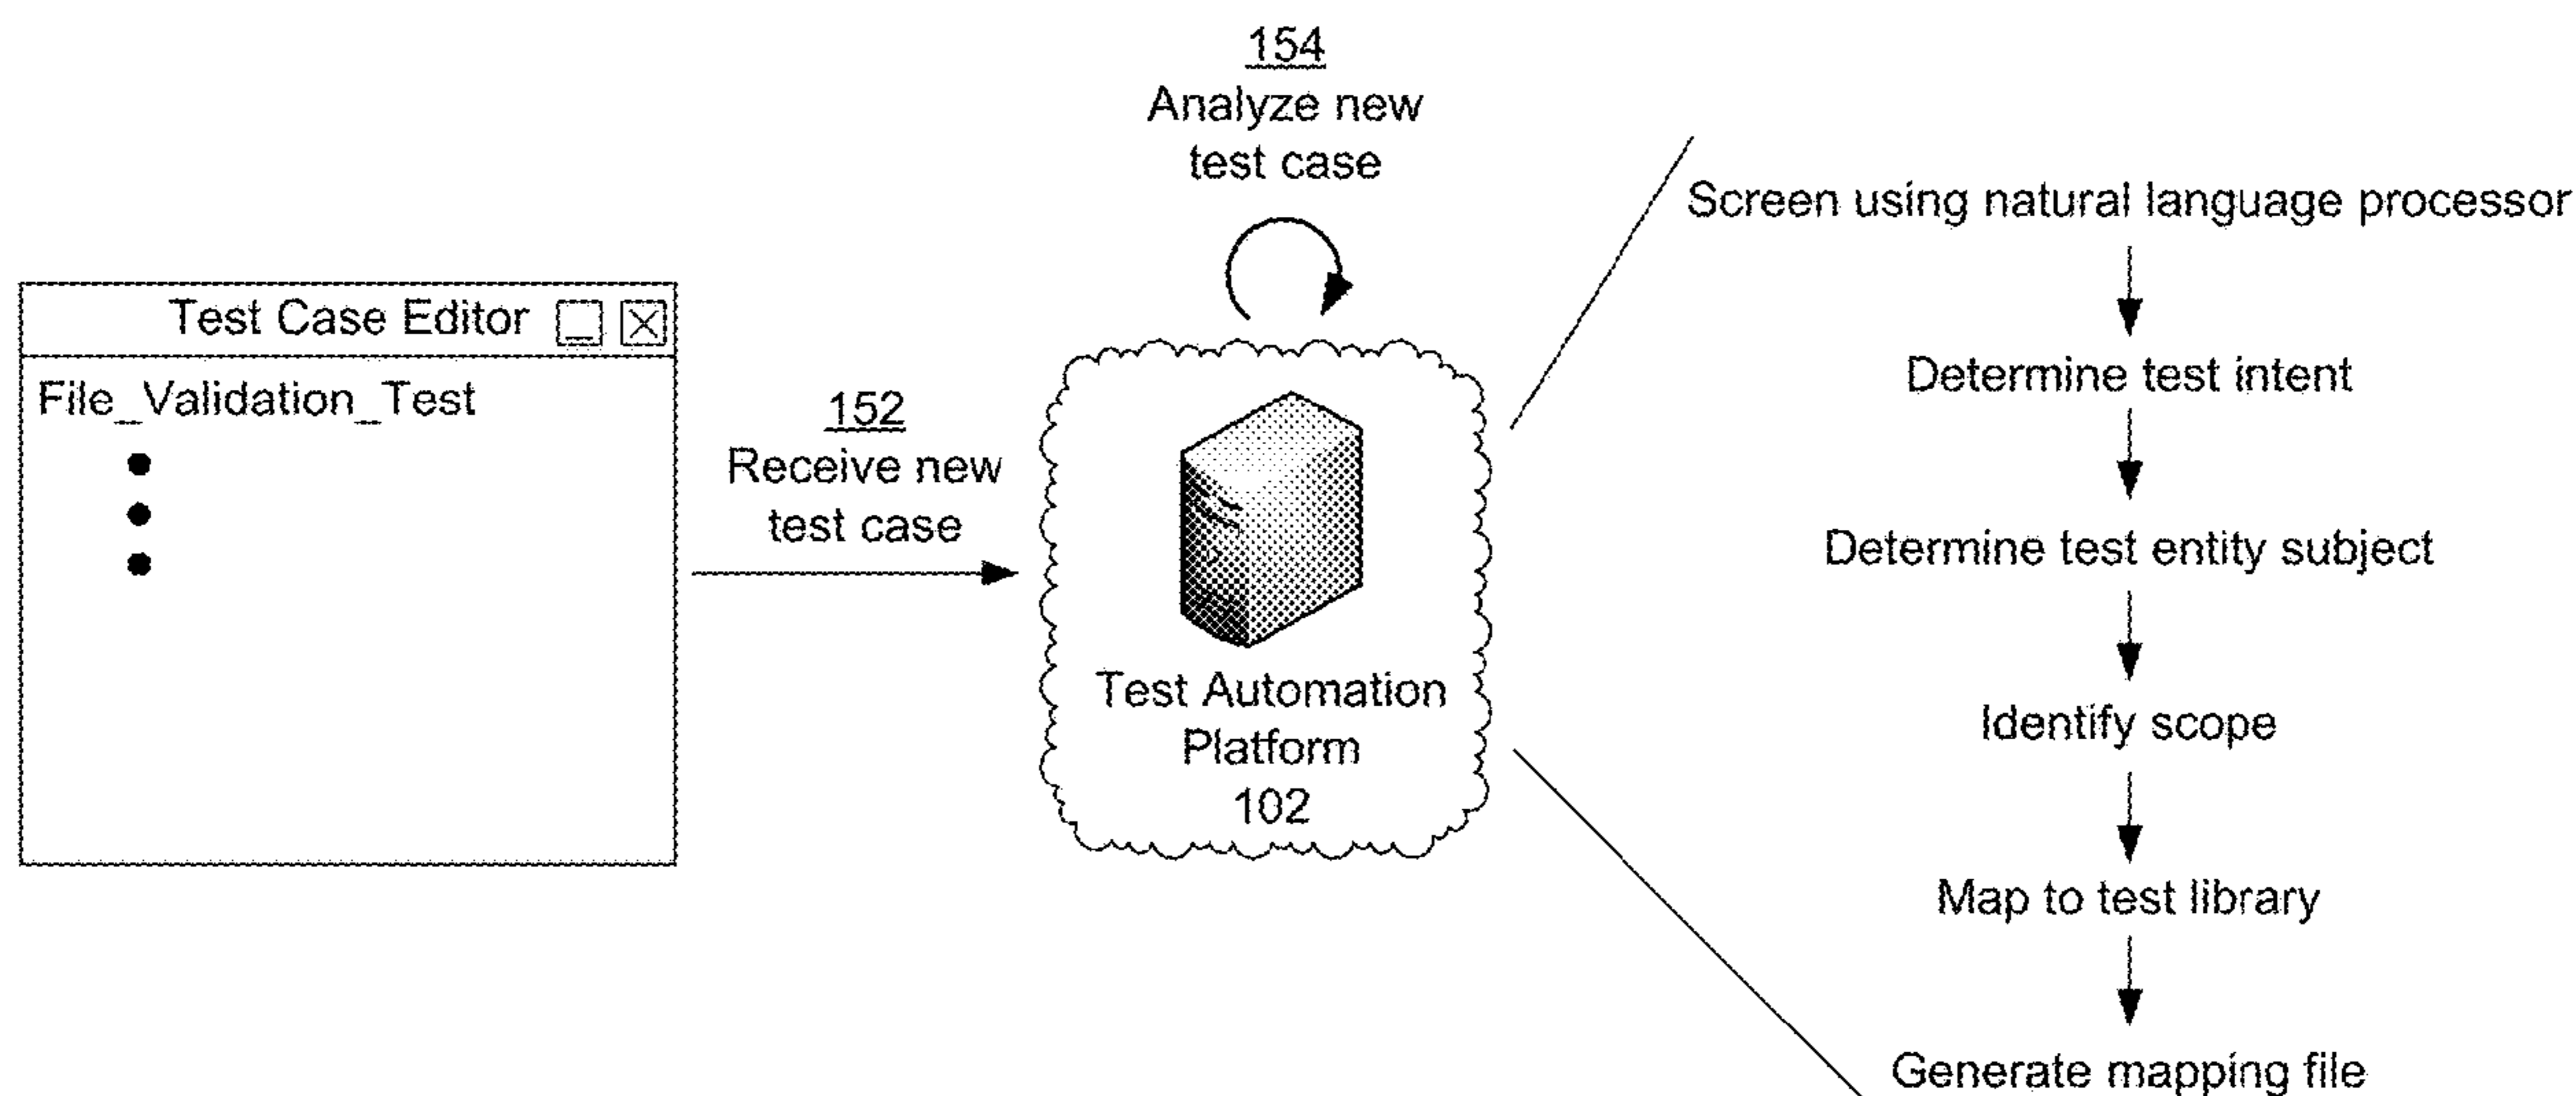 Test Case Editor
File_Validation_Test
152
Receive new
test case
154
Analyze new
test case
Test Automation
Platform
102
Screen using natural language processor
Determine test intent
Determine test entity subject
Identify scope
Map to test library
Generate mapping file